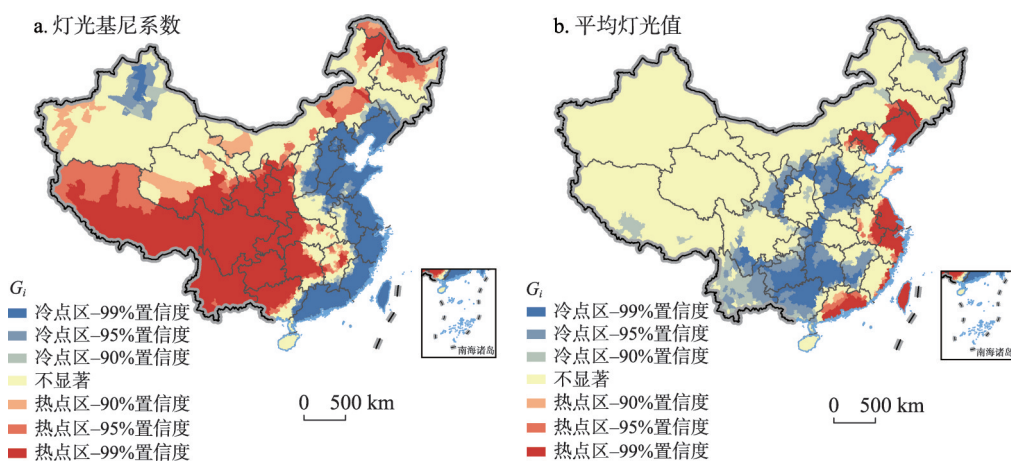 a. 灯光基尼系数
Gi
冷点区–99%置信度
冷点区–95%置信度
冷点区–90%置信度
不显著
热点区–90%置信度
热点区–95%置信度
热点区–99%置信度
0 500 km
南海诸岛
b. 平均灯光值
Gi
冷点区–99%置信度
冷点区–95%置信度
冷点区–90%置信度
不显著
热点区–90%置信度
热点区–95%置信度
热点区–99%置信度
0 500 km
南海诸岛